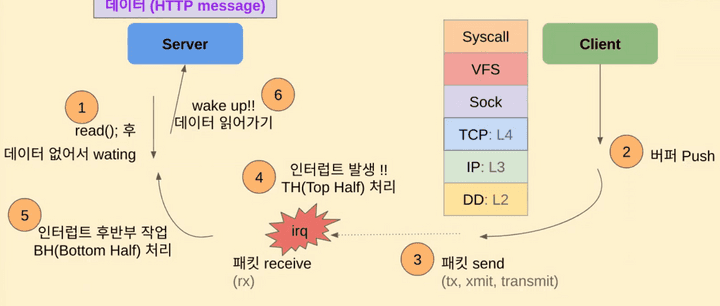 데이터 (HTTP message)
Server
Syscall
Client
VFS
Sock
TCP: L4
IP: L3
DD: L2
1
read(); 후
데이터 없어서 wating
6
wake up!!
데이터 읽어가기
2
버퍼 Push
4
인터럽트 발생 !!
TH(Top Half) 처리
5
인터럽트 후반부 작업
BH(Bottom Half) 처리
irq
패킷 receive
(rx)
3
패킷 send
(tx, xmit, transmit)